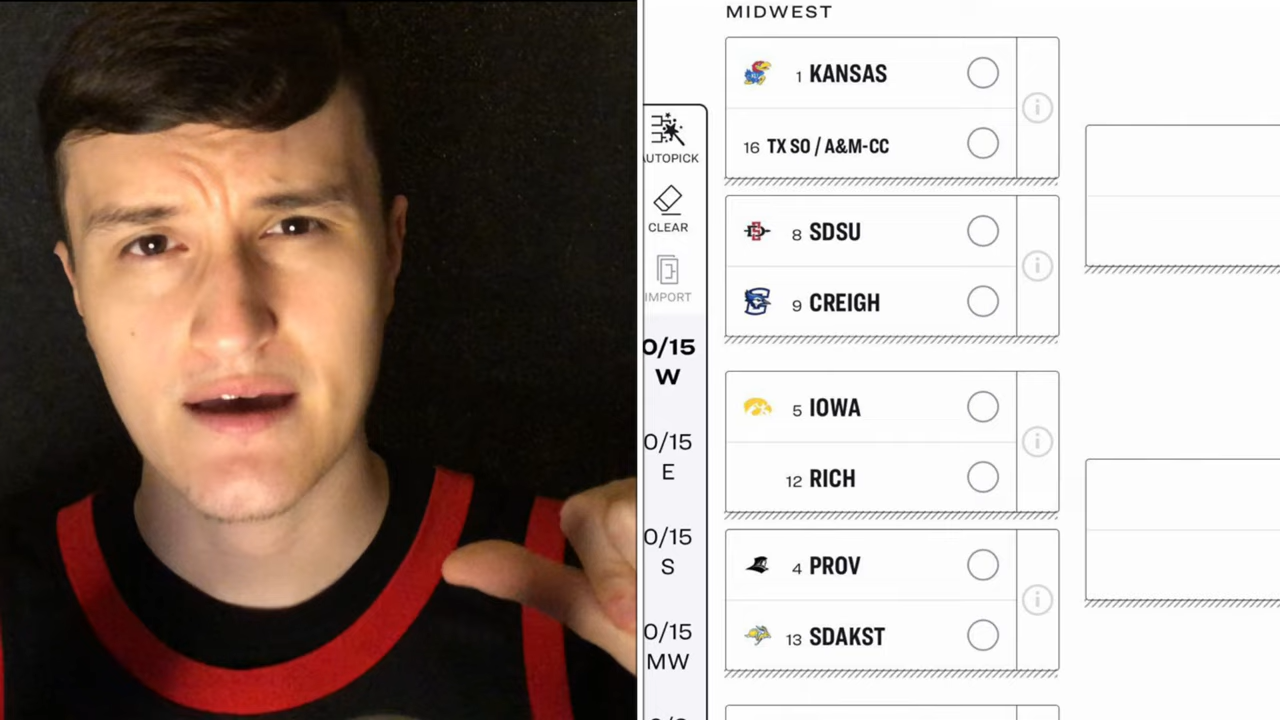 MIDWEST
1 KANSAS
16 TX SO / A&M-CC
8 SDSU
9 CREIGH
5 IOWA
12 RICH
4 PROV
13 SDAKST
UTOPICK
CLEAR
IMPORT
0/15
W
0/15
E
0/15
S
0/15
MW